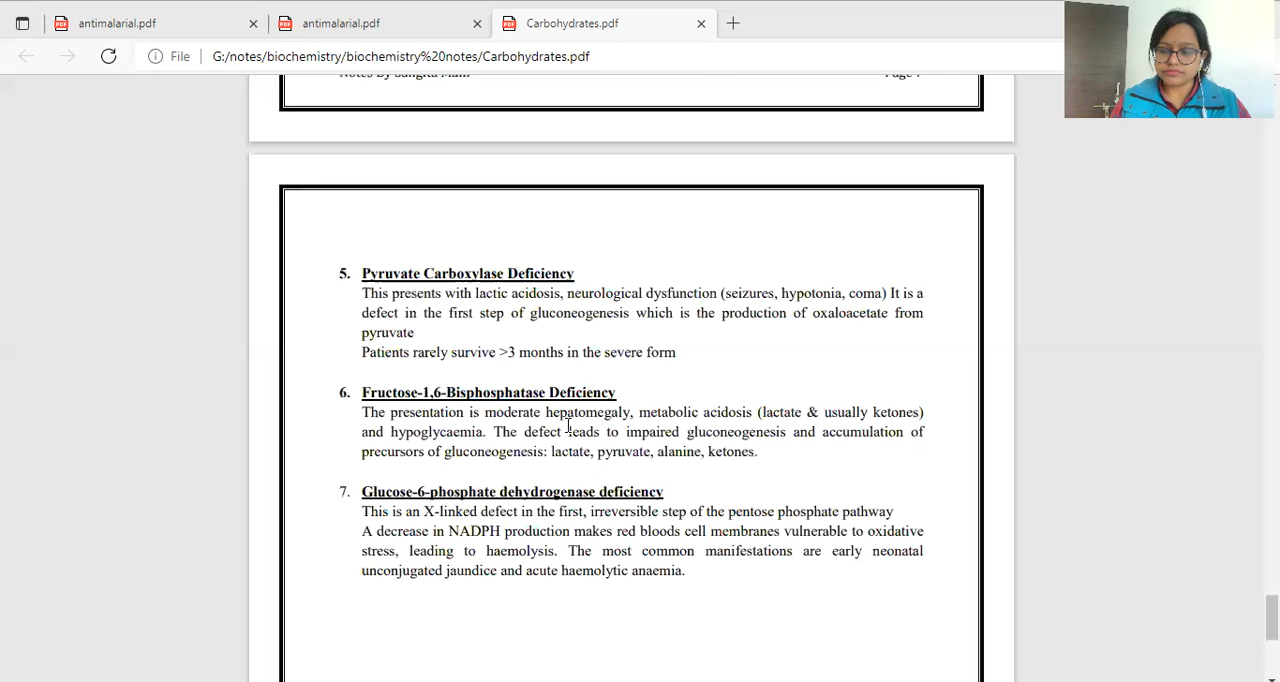 antimalarial.pdf
antimalarial.pdf
Carbohydrates.pdf
File
G:/notes/biochemistry/biochemistry%20notes/Carbohydrates.pdf
5. Pyruvate Carboxylase Deficiency
This presents with lactic acidosis, neurological dysfunction (seizures, hypotonia, coma) It is a
defect in the first step of gluconeogenesis which is the production of oxaloacetate from
pyruvate
Patients rarely survive >3 months in the severe form
6. Fructose-1,6-Bisphosphatase Deficiency
The presentation is moderate hepatomegaly, metabolic acidosis (lactate & usually ketones)
and hypoglycaemia. The defect leads to impaired gluconeogenesis and accumulation of
precursors of gluconeogenesis: lactate, pyruvate, alanine, ketones.
7. Glucose-6-phosphate dehydrogenase deficiency
This is an X-linked defect in the first, irreversible step of the pentose phosphate pathway
A decrease in NADPH production makes red bloods cell membranes vulnerable to oxidative
stress, leading to haemolysis. The most common manifestations are early neonatal
unconjugated jaundice and acute haemolytic anaemia.